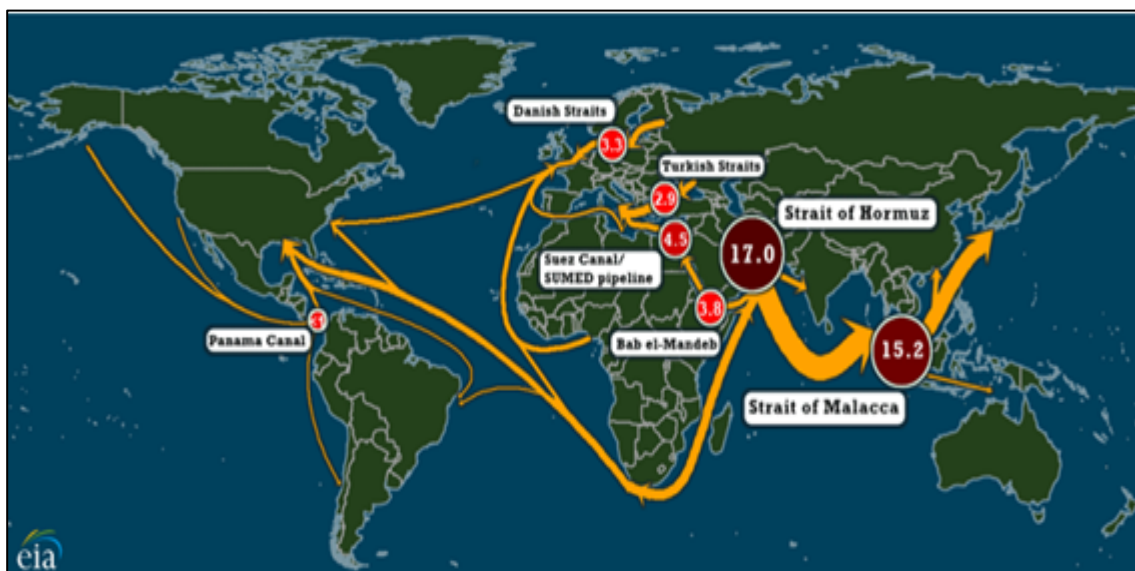 Danish Straits
3.3
Turkish Straits
2.9
Strait of Hormuz
17.0
4.5
Suez Canal/
SUMED pipeline
3.8
Bab el-Mandeb
Panama Canal
15.2
Strait of Malacca
eia